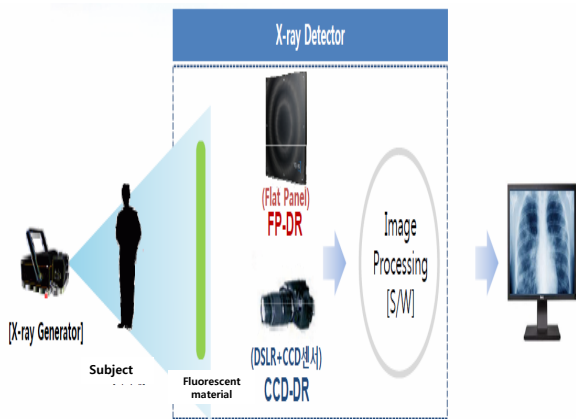 X-ray Detector
(Flat Panel)
FP-DR
Image
Processing
[S/W]
[X-ray Generator]
(DSLR+CCD센서)
CCD-DR
Subject
Fluorescent
material